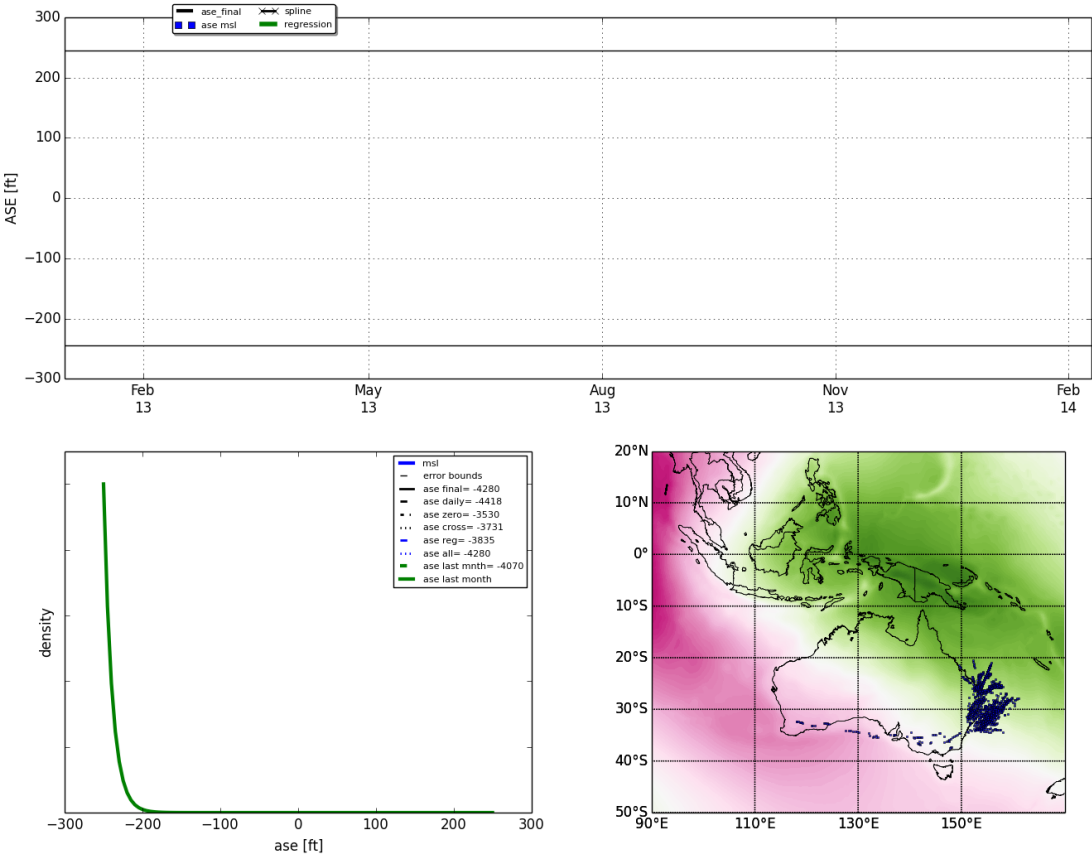 300
200
100
0
−100
−200
−300
ASE [ft]
ase_final
ase msl
spline
regression
Feb
13
May
13
Aug
13
Nov
13
Feb
14
density
msl
error bounds
ase final= -4280
ase daily= -4418
ase zero= -3530
ase cross= -3731
ase reg= -3835
ase all= -4280
ase last mnth= -4070
ase last month
−300
−200
−100
0
100
200
300
ase [ft]
20°N
10°N
0°
10°S
20°S
30°S
40°S
50°S
90°E
110°E
130°E
150°E